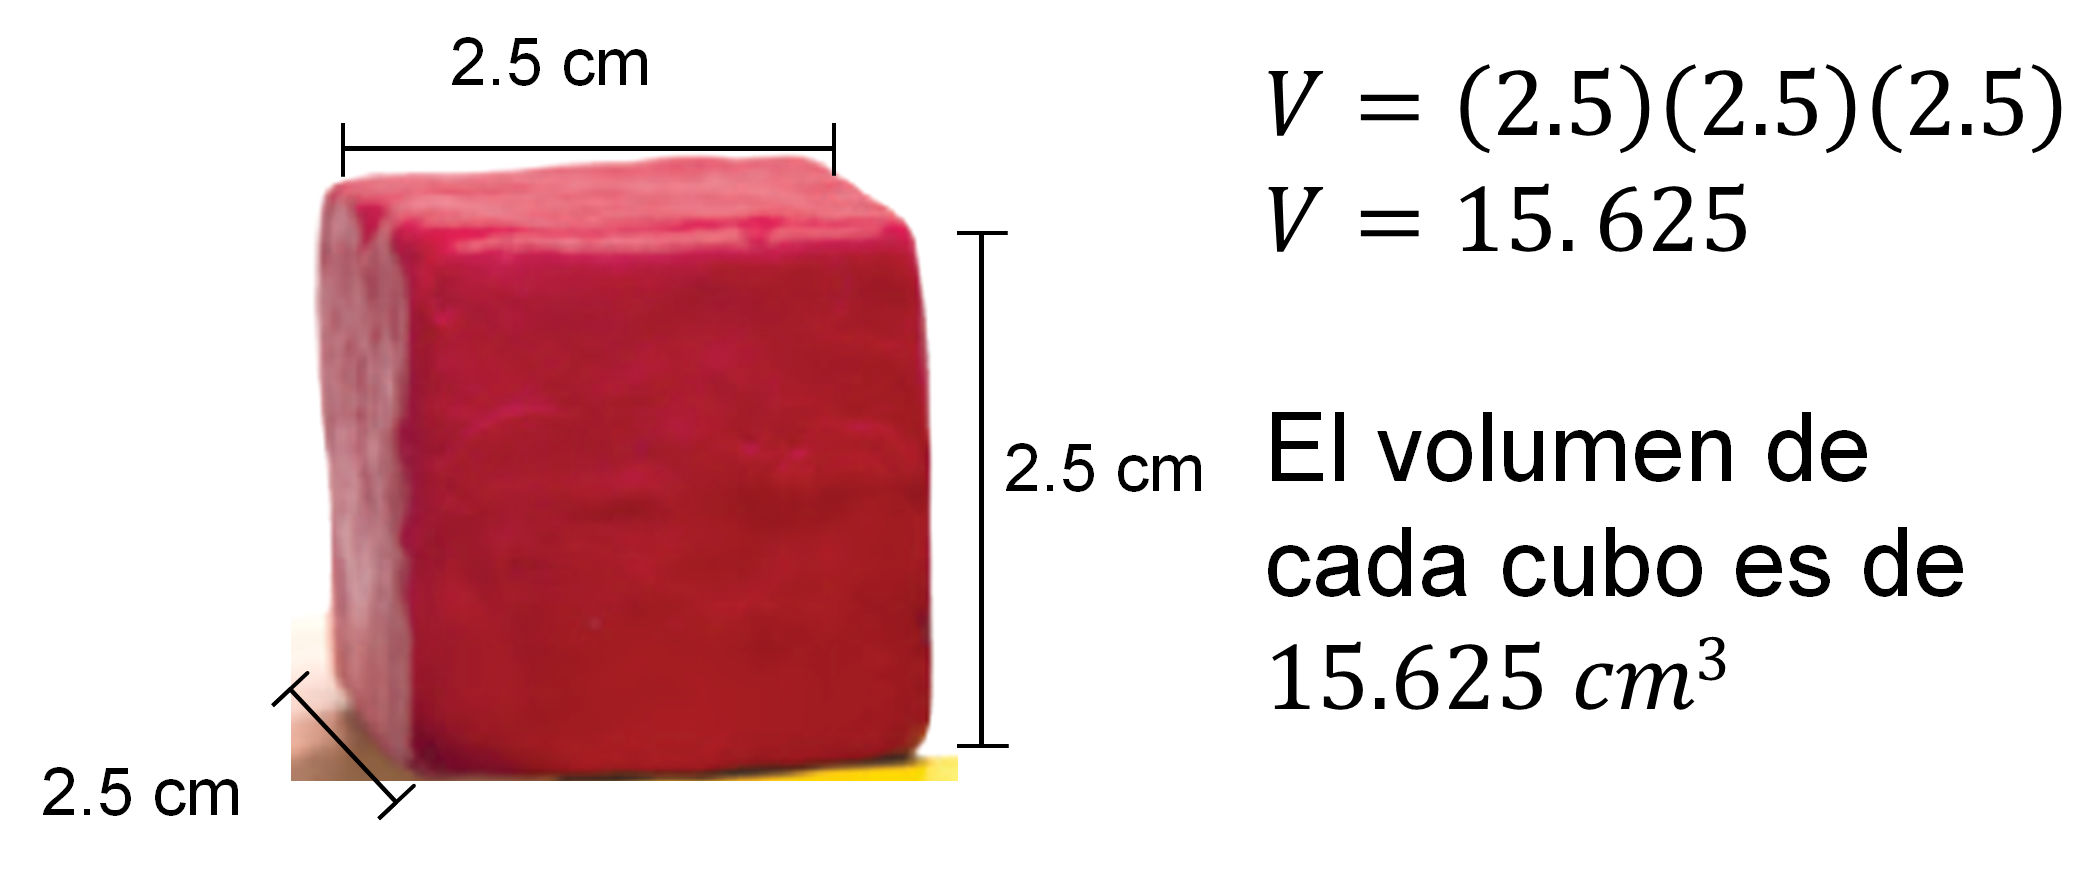 2.5 cm
2.5 cm
2.5 cm
V = (2.5)(2.5)(2.5)
V = 15.625
El volumen de
cada cubo es de
15.625 cm³